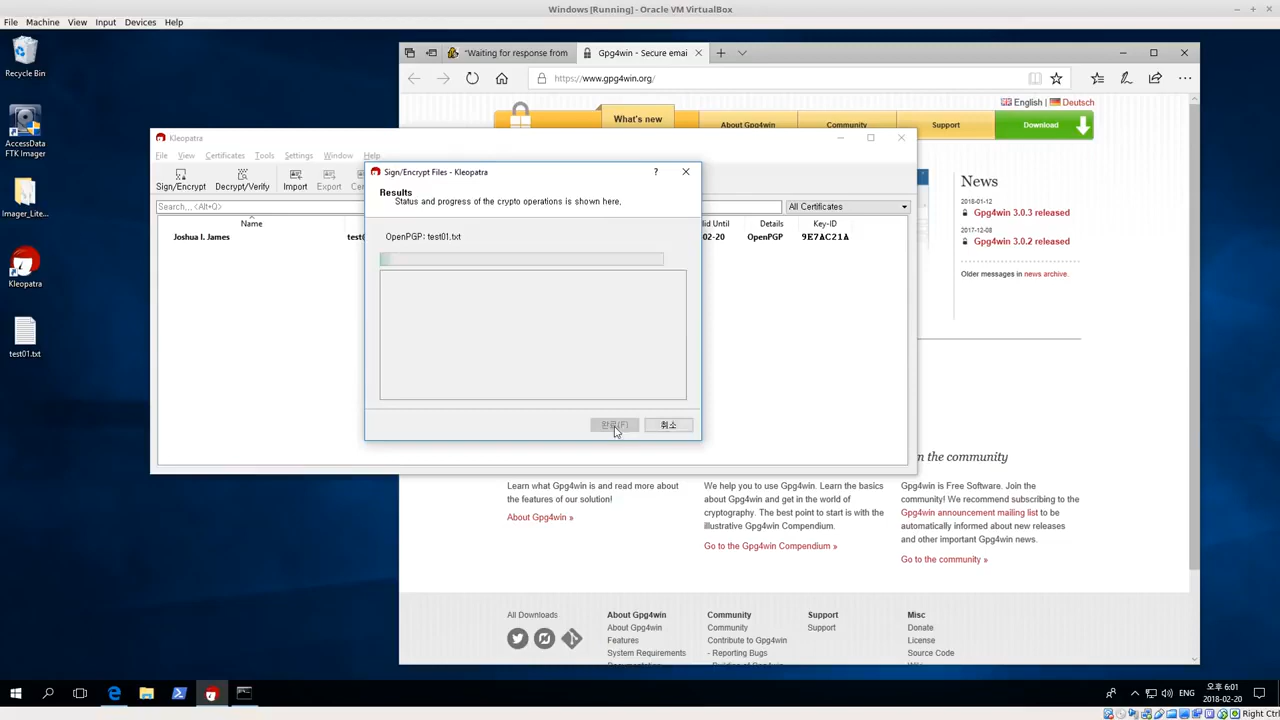 Windows [Running] - Oracle VM VirtualBox
File Machine View Input Devices Help
Recycle Bin
AccessData
FTK Imager
Imager_Lite...
Kleopatra
test01.txt
"Waiting for response from
Gpg4win - Secure emai
https://www.gpg4win.org/
English | Deutsch
What's new
About Gpg4win
Community
Support
Download
News
2018-01-12
Gpg4win 3.0.3 released
2017-12-08
Gpg4win 3.0.2 released
Older messages in news archive.
Kleopatra
File View Certificates Tools Settings Window Help
Sign/Encrypt
Decrypt/Verify
Import
Export
Search...<Alt+Q>
All Certificates
Name
lid Until
Details
Key-ID
Joshua I. James
02-20
OpenPGP
9E7AC21A
Sign/Encrypt Files - Kleopatra
Results
Status and progress of the crypto operations is shown here.
OpenPGP: test01.txt
완료(F)
취소
n the community
Learn what Gpg4win is and read more about
the features of our solution!
About Gpg4win »
We help you to use Gpg4win. Learn the basics
about Gpg4win and get in the world of
cryptography. The best point to start is with the
illustrative Gpg4win Compendium.
Go to the Gpg4win Compendium »
Gpg4win is Free Software. Join the
community! We recommend subscribing to the
Gpg4win announcement mailing list to be
automatically informed about new releases
and other important Gpg4win news.
Go to the community »
All Downloads
About Gpg4win
Community
Features
System Requirements
Community
Community
Contribute to Gpg4win
- Reporting Bugs
Support
Support
Misc
Donate
License
Source Code
ENG
오후 6:01
2018-02-20
Right Ctrl